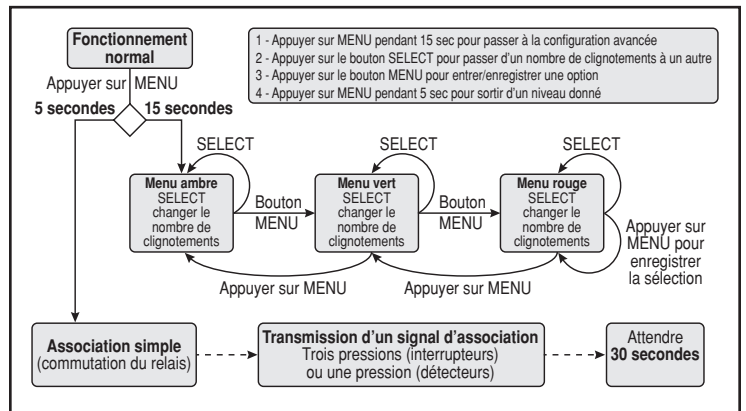 Fonctionnement
normal
1 - Appuyer sur MENU pendant 15 sec pour passer à la configuration avancée
2 - Appuyer sur le bouton SELECT pour passer d'un nombre de clignotements à un autre
3 - Appuyer sur le bouton MENU pour entrer/enregistrer une option
4 - Appuyer sur MENU pendant 5 sec pour sortir d'un niveau donné
Appuyer sur MENU
5 secondes
15 secondes
SELECT
SELECT
SELECT
Menu ambre
SELECT
changer le
nombre de
clignotements
Bouton
MENU
Menu vert
SELECT
changer le
nombre de
clignotements
Bouton
MENU
Menu rouge
SELECT
changer le
nombre de
clignotements
Appuyer sur
MENU pour
enregistrer
la sélection
Appuyer sur MENU
Appuyer sur MENU
Association simple
(commutation du relais)
Transmission d'un signal d'association
Trois pressions (interrupteurs)
ou une pression (détecteurs)
Attendre
30 secondes